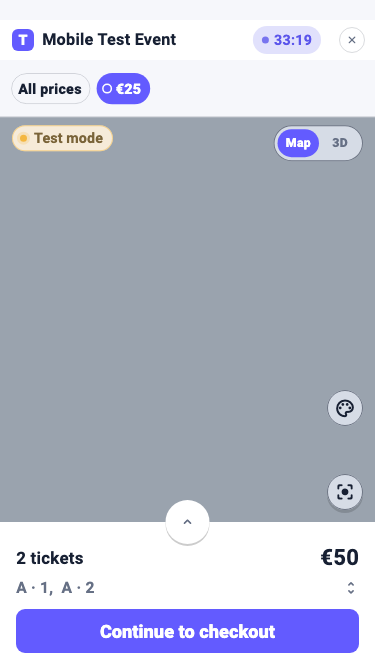 T Mobile Test Event 33:19
All prices €25
Test mode
Map 3D
2 tickets €50
A · 1, A · 2
Continue to checkout